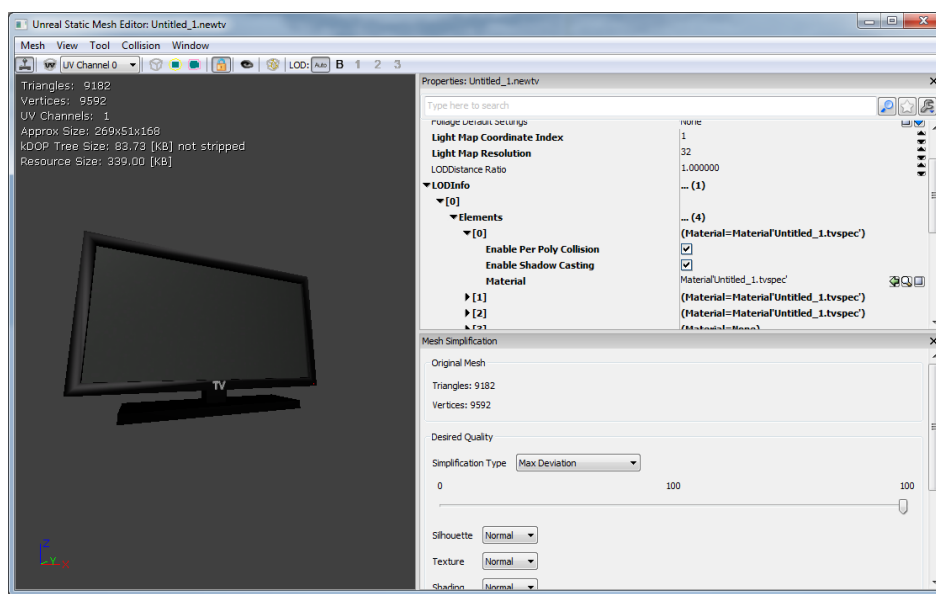 Unreal Static Mesh Editor: Untitled_1.newtv
Mesh View Tool Collision Window
UV Channel 0 LOD: Auto B 1 2 3
Triangles: 9182
Vertices: 9592
UV Channels: 1
Approx Size: 269x51x168
kDOP Tree Size: 83.73 [KB] not stripped
Resource Size: 339.00 [KB]
TV
Z
Y
X
Properties: Untitled_1.newtv
Type here to search
Foliage Default Settings None
Light Map Coordinate Index 1
Light Map Resolution 32
LODDistance Ratio 1.000000
LODInfo ... (1)
[0]
Elements ... (4)
[0] (Material=Material'Untitled_1.tvspec')
Enable Per Poly Collision
Enable Shadow Casting
Material Material'Untitled_1.tvspec'
[1] (Material=Material'Untitled_1.tvspec')
[2] (Material=Material'Untitled_1.tvspec')
[3] (Material=None)
Mesh Simplification
Original Mesh
Triangles: 9182
Vertices: 9592
Desired Quality
Simplification Type Max Deviation
0 100 100
Silhouette Normal
Texture Normal
Shading Normal